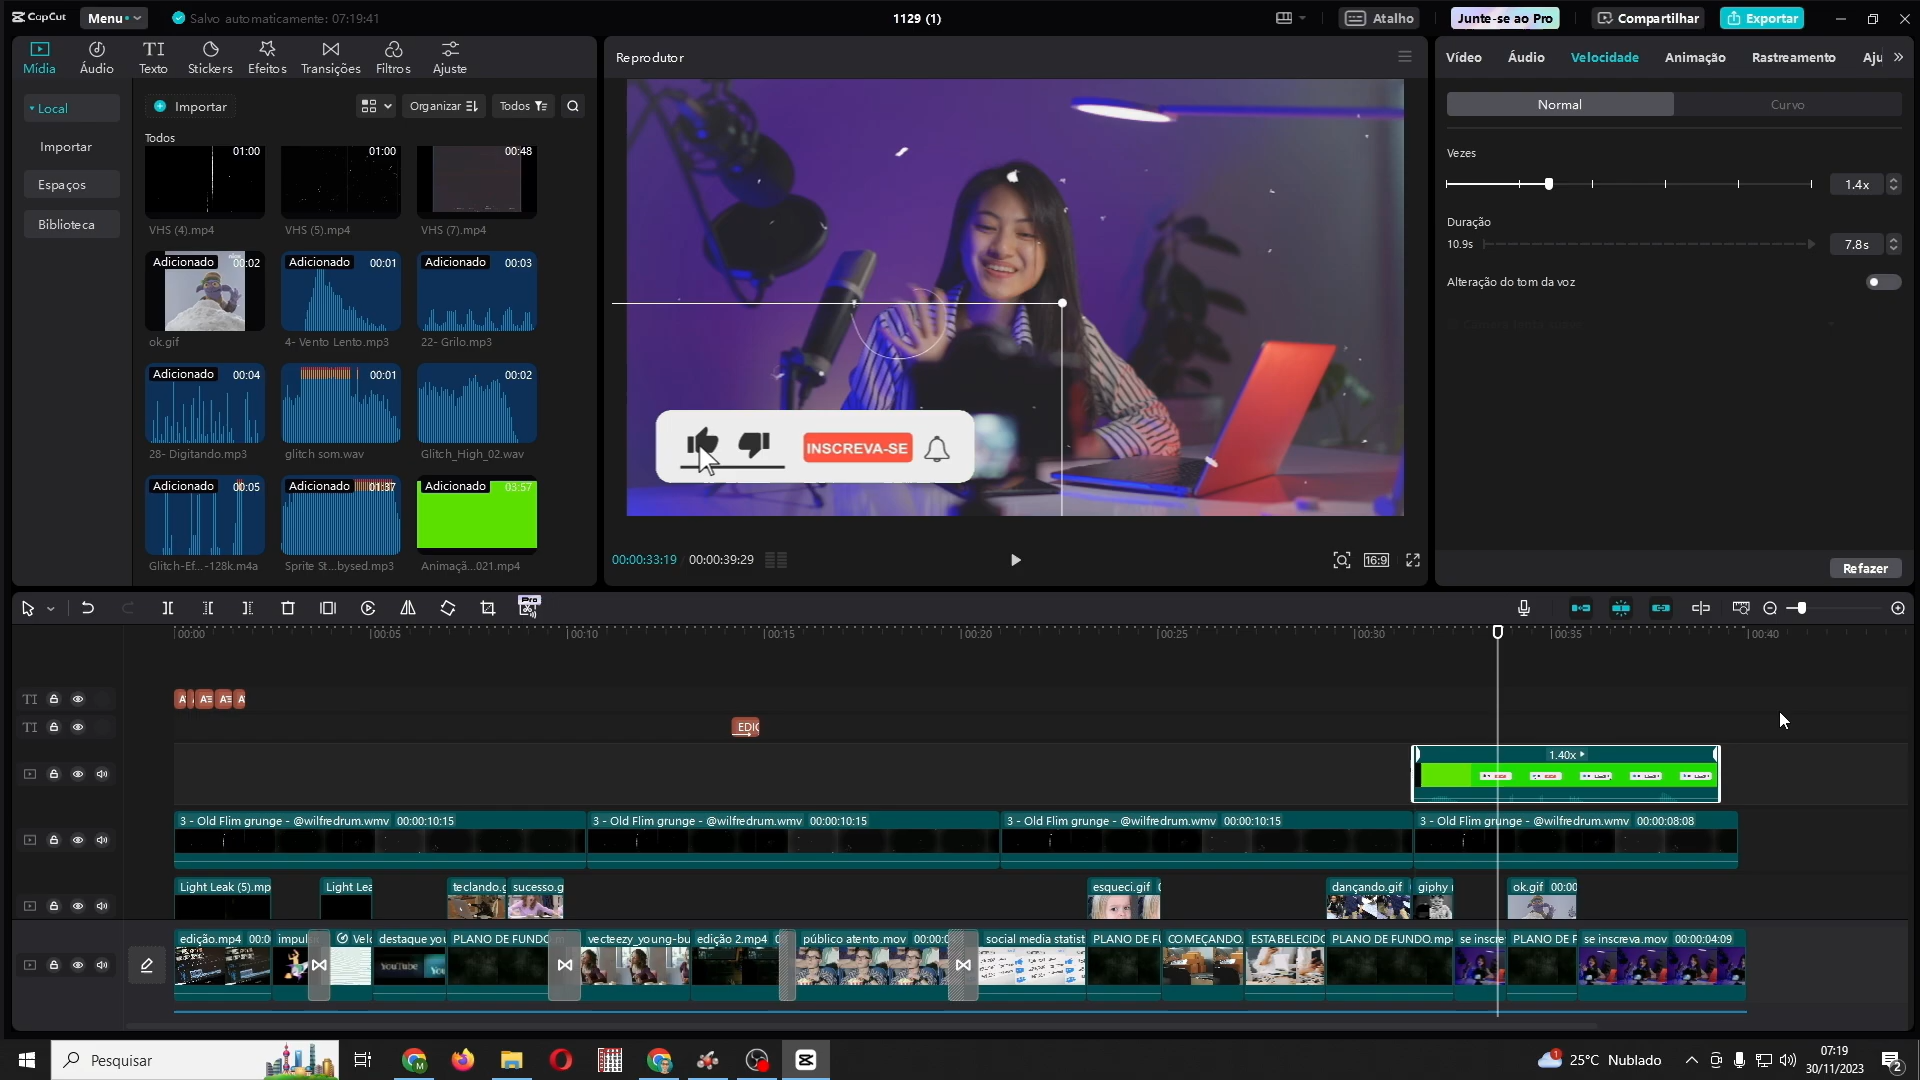 CapCut
Menu
Salvo automaticamente: 07:19:41
1129 (1)
Atalho
Junte-se ao Pro
Compartilhar
Exportar
Mídia
Áudio
Texto
Stickers
Efeitos
Transições
Filtros
Ajuste
Local
Importar
Espaços
Biblioteca
Importar
Organizar
Todos
Todos
01:00
01:00
00:48
VHS (4).mp4
VHS (5).mp4
VHS (7).mp4
Adicionado 00:02
Adicionado 00:01
Adicionado 00:03
ok.gif
4- Vento Lento.mp3
22- Grilo.mp3
Adicionado 00:04
00:01
00:02
28- Digitando.mp3
glitch som.wav
Glitch_High_02.wav
Adicionado 00:05
Adicionado 01:37
Adicionado 03:57
Glitch-Ef...-128k.m4a
Sprite St...bysed.mp3
Animaçã...021.mp4
Reprodutor
INSCREVA-SE
00:00:33:19
00:00:39:29
16:9
Vídeo
Áudio
Velocidade
Animação
Rastreamento
Aju
Normal
Curvo
Vezes
1.4x
Duração
10.9s
7.8s
Alteração do tom da voz
Refazer
Pro
00:00
00:05
00:10
00:15
00:20
00:25
00:30
00:35
00:40
TI
TI
EDIÇ
1.40x
3 - Old Flim grunge - @wilfredrum.wmv 00:00:10:15
3 - Old Flim grunge - @wilfredrum.wmv 00:00:10:15
3 - Old Flim grunge - @wilfredrum.wmv 00:00:10:15
3 - Old Flim grunge - @wilfredrum.wmv 00:00:08:08
Light Leak (5).mp
Light Lea
teclando.g
sucesso.g
esqueci.gif
dançando.gif
giphy
ok.gif 00:00
edição.mp4 00:0
impul
Velo
destaque you
PLANO DE FUNDO.m
vecteezy_young-bu
edição 2.mp4
público atento.mov 00:00:0
social media statist
PLANO DE FU
COMEÇANDO.
ESTABELECIDO
PLANO DE FUNDO.mp4
se inscre
PLANO DE F
se inscreva.mov 00:00:04:09
YouTube
Pesquisar
25°C Nublado
07:19
30/11/2023
2